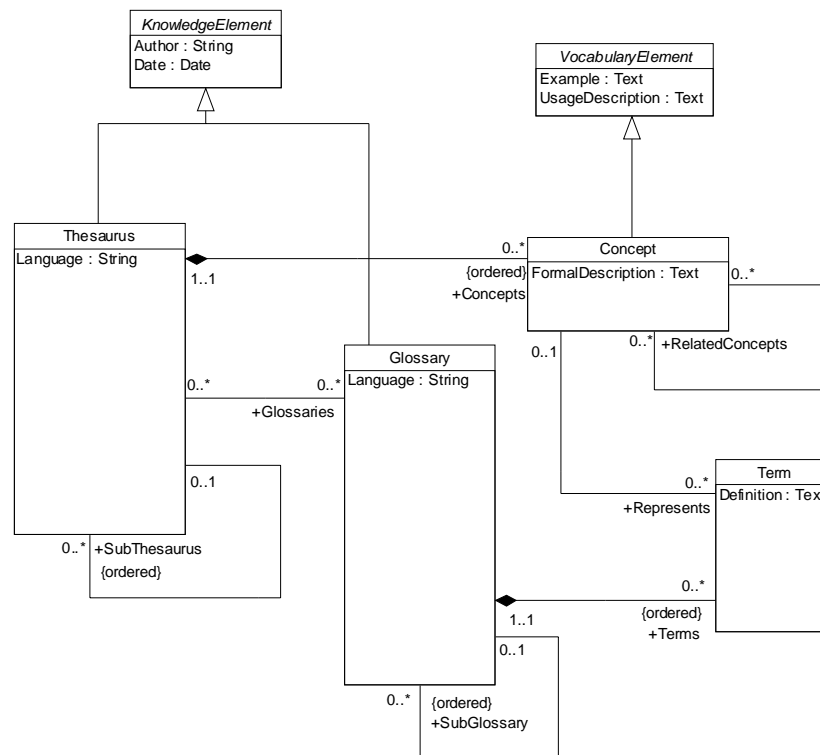 KnowledgeElement
Author : String
Date : Date
VocabularyElement
Example : Text
UsageDescription : Text
Thesaurus
Language : String
1..1
0..*
{ordered}
+Concepts
Concept
FormalDescription : Text
0..*
0..1
0..*
+RelatedConcepts
Glossary
Language : String
0..*
0..*
+Glossaries
0..1
0..*
+SubThesaurus
{ordered}
Term
Definition : Tex
0..*
+Represents
0..*
{ordered}
+Terms
1..1
0..1
0..*
{ordered}
+SubGlossary